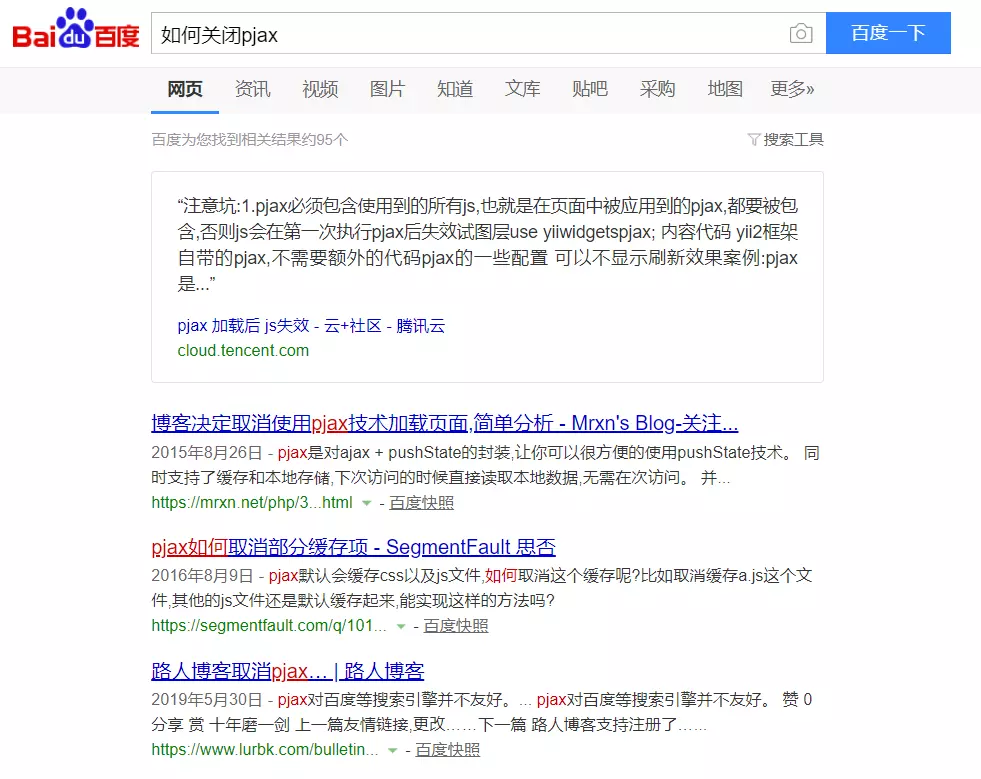 Bai du 百度
如何关闭pjax
百度一下
网页 资讯 视频 图片 知道 文库 贴吧 采购 地图 更多»
百度为您找到相关结果约95个 搜索工具
“注意坑:1.pjax必须包含使用到的所有js,也就是在页面中被应用到的pjax,都要被包
含,否则js会在第一次执行pjax后失效试图层use yiiwidgetspjax; 内容代码 yii2框架
自带的pjax,不需要额外的代码pjax的一些配置 可以不显示刷新效果案例:pjax
是...”
pjax 加载后 js失效 - 云+社区 - 腾讯云
cloud.tencent.com
博客决定取消使用pjax技术加载页面,简单分析 - Mrxn's Blog-关注...
2015年8月26日 - pjax是对ajax + pushState的封装,让你可以很方便的使用pushState技术。 同
时支持了缓存和本地存储,下次访问的时候直接读取本地数据,无需在次访问。 并...
https://mrxn.net/php/3...html - 百度快照
pjax如何取消部分缓存项 - SegmentFault 思否
2016年8月9日 - pjax默认会缓存css以及js文件,如何取消这个缓存呢?比如取消缓存a.js这个文
件,其他的js文件还是默认缓存起来,能实现这样的方法吗?
https://segmentfault.com/q/101... - 百度快照
路人博客取消pjax… | 路人博客
2019年5月30日 - pjax对百度等搜索引擎并不友好。... pjax对百度等搜索引擎并不友好。 赞 0
分享 赏 十年磨一剑 上一篇友情链接,更改……下一篇 路人博客支持注册了……
https://www.lurbk.com/bulletin... - 百度快照